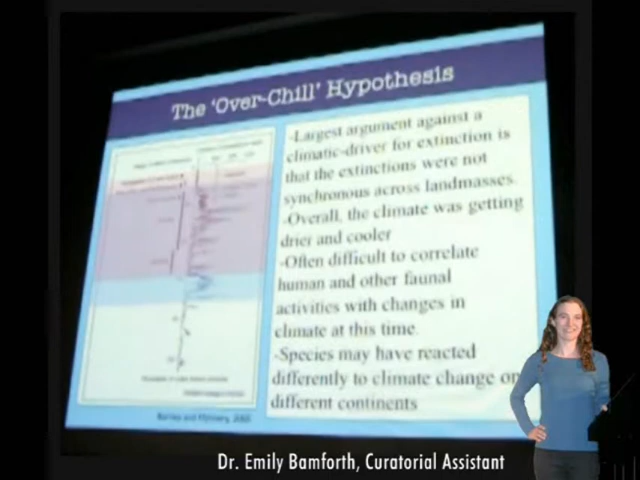 The 'Over-Chill' Hypothesis
-Largest argument against a
climatic-driver for extinction is
that the extinctions were not
synchronous across landmasses.
-Overall, the climate was getting
drier and cooler
-Often difficult to correlate
human and other faunal
activities with changes in
climate at this time.
-Species may have reacted
differently to climate change on
different continents
Dr. Emily Bamforth, Curatorial Assistant